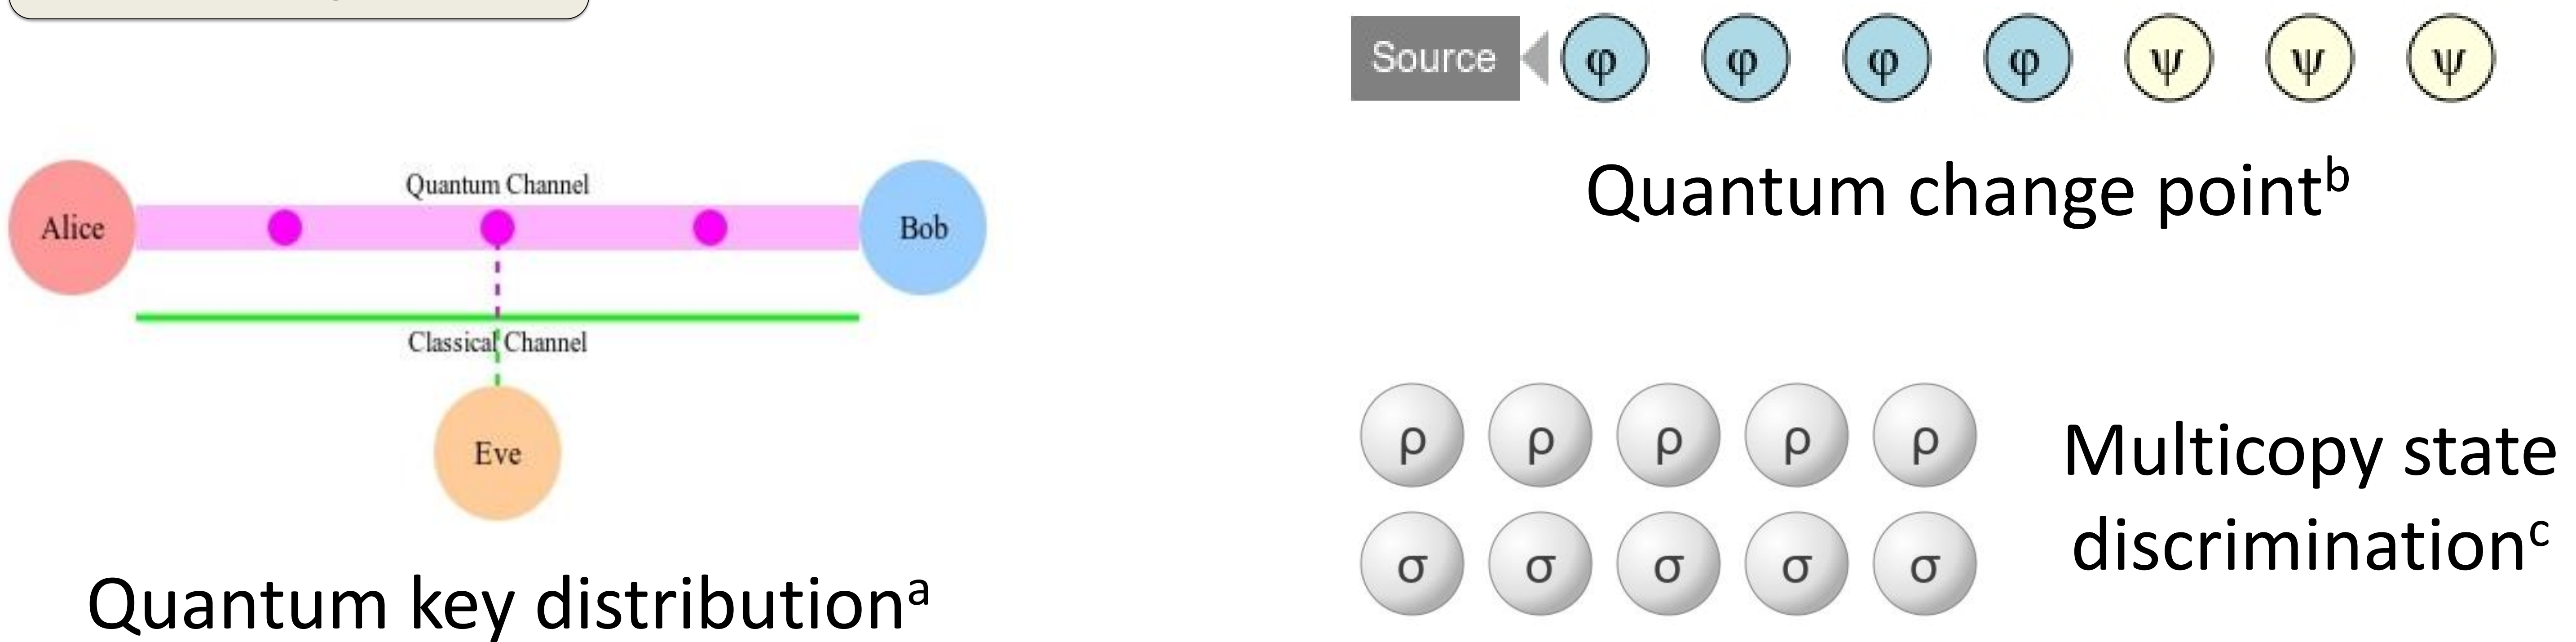 Source φ φ φ φ ψ ψ ψ
Quantum change pointᵇ
Quantum Channel
Alice
Bob
Classical Channel
Eve
Quantum key distributionᵃ
ρ ρ ρ ρ ρ
σ σ σ σ σ
Multicopy state
discriminationᶜ